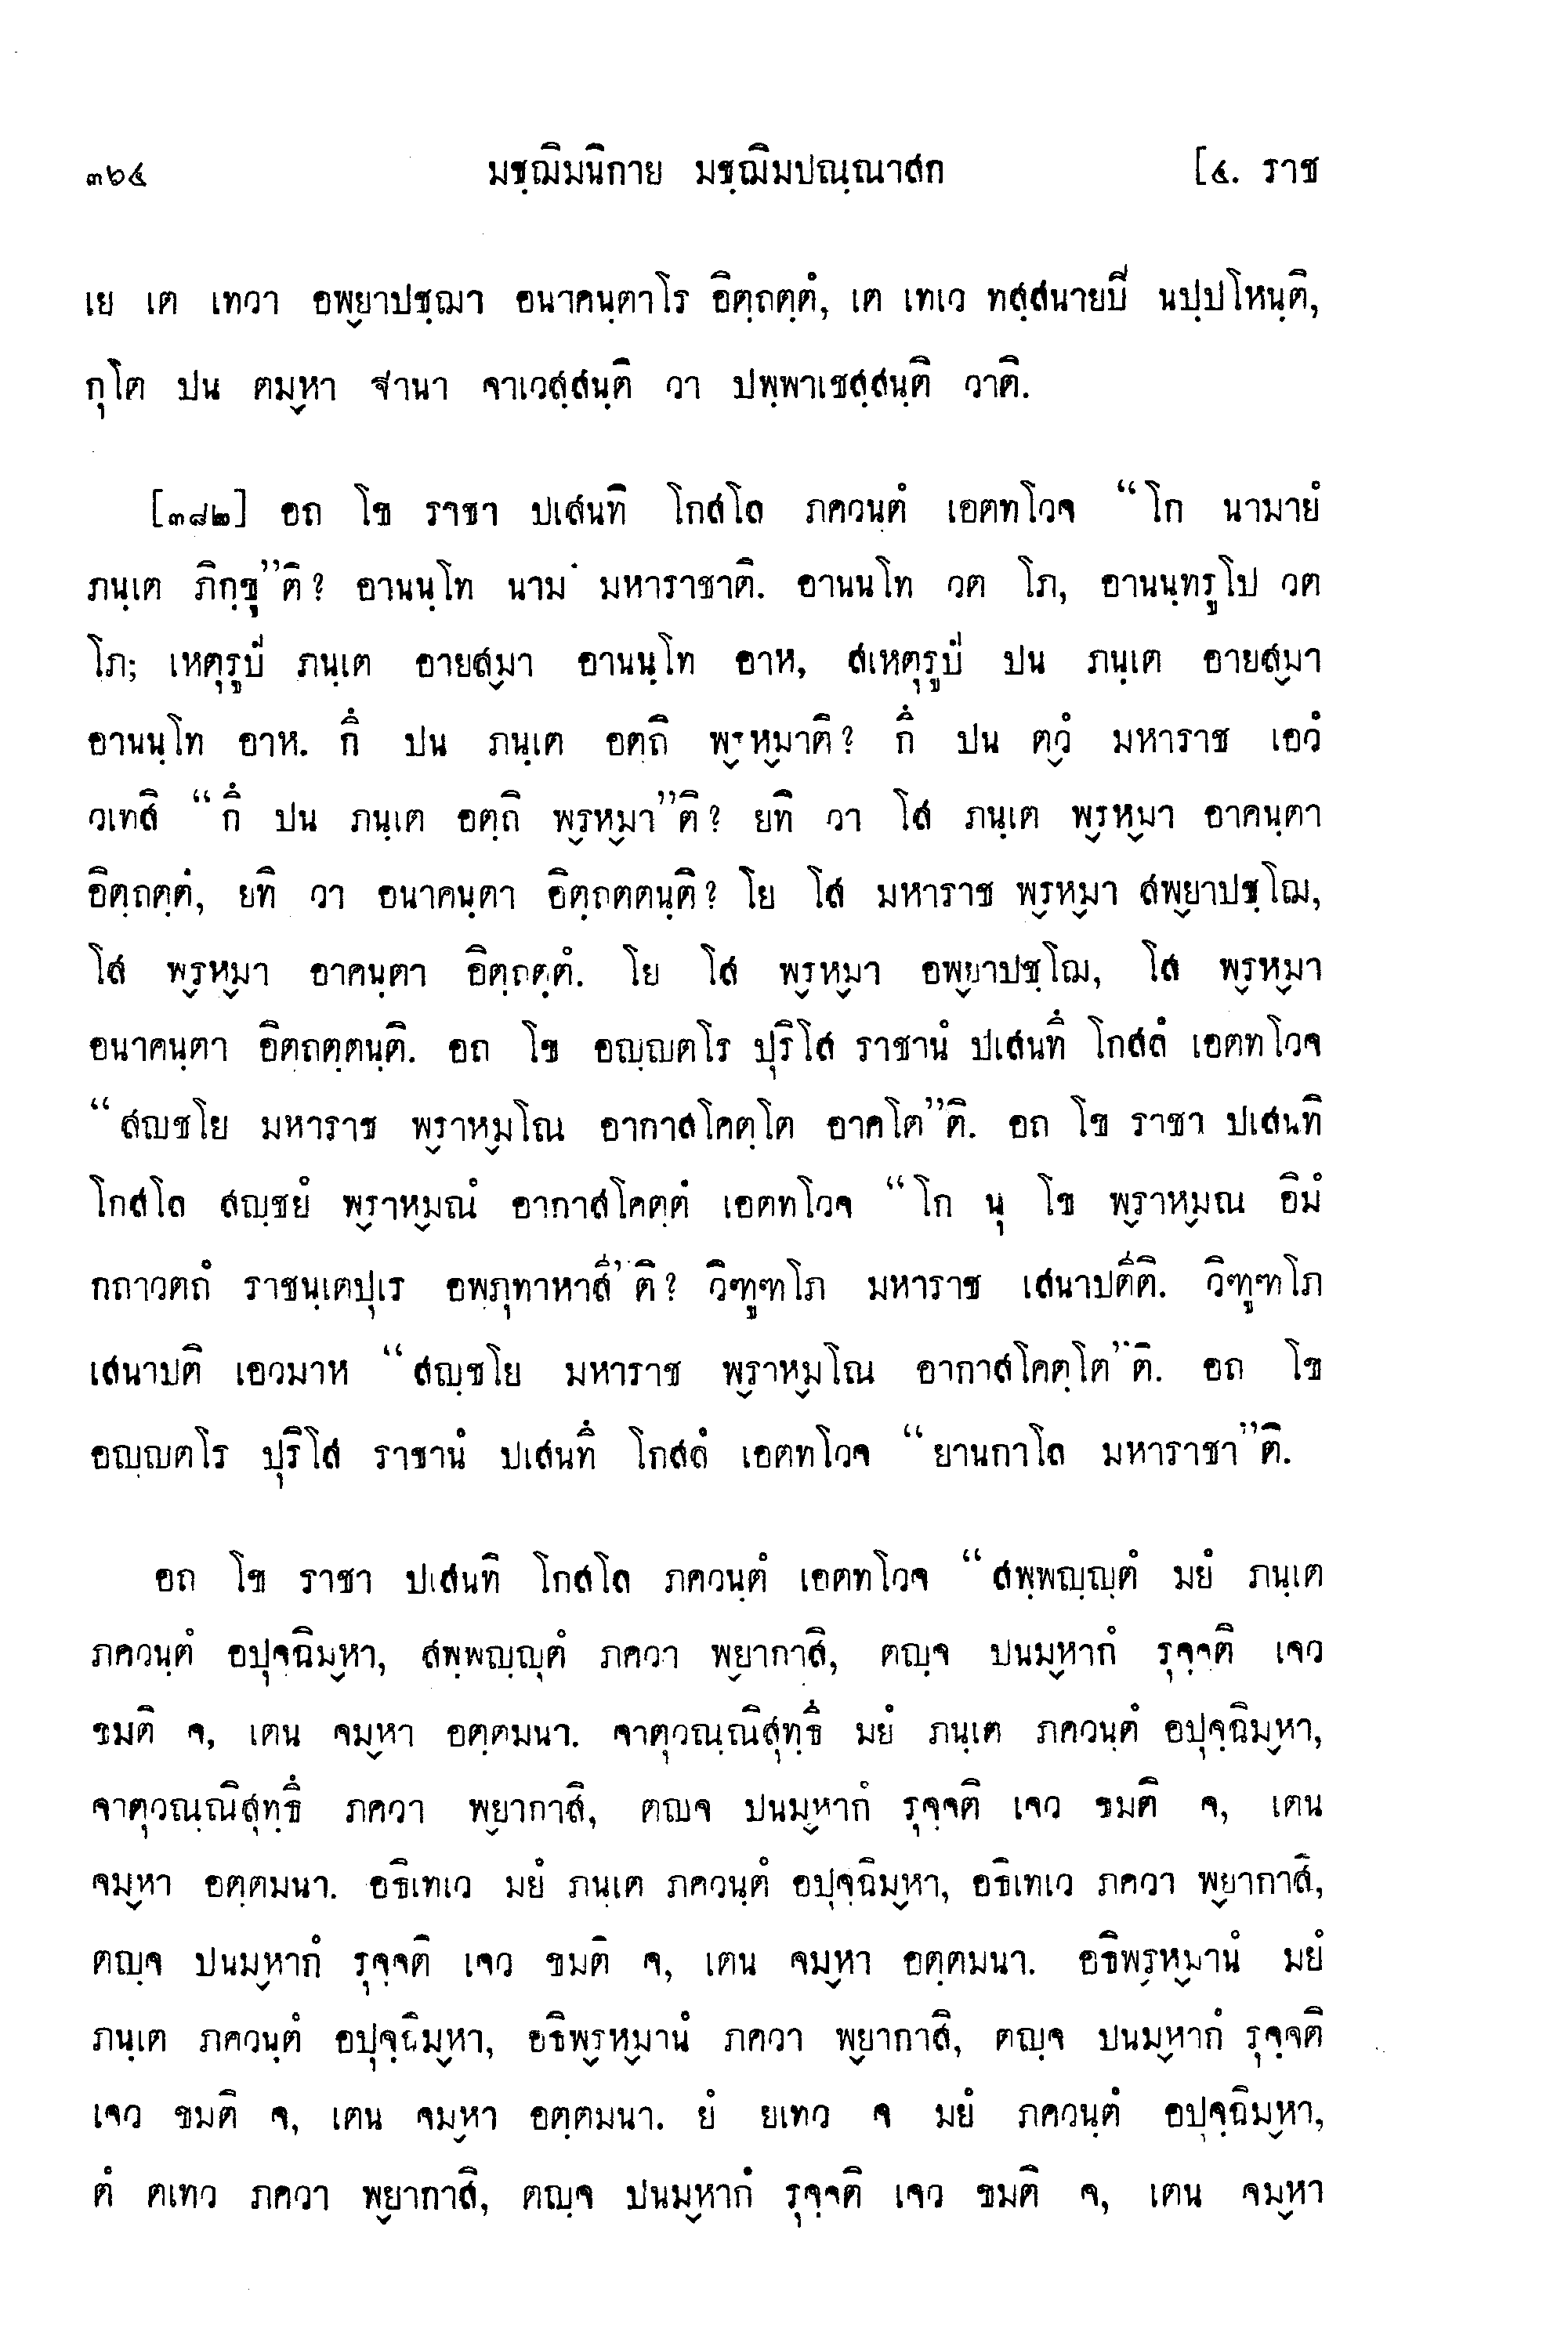 ๓๖๔ มชฺฌิมนิกาย มชฺฌิมปณฺณาสก [๔. ราช
เย เต เทวา อพฺยาปชฺฌา อนาคนฺตาโร อิตฺถตฺตํ, เต เทเว ทสฺสนายปิ นปฺปโหนฺติ,
กุโต ปน ตมฺหา ฐานา จาเวสฺสนฺติ วา ปพฺพาเชสฺสนฺติ วาติ.
[๓๘๒] อถ โข ราชา ปเสนทิ โกสโล ภควนฺตํ เอตทโวจ “โก นามายํ
ภนฺเต ภิกฺขุ”ติ? อานนฺโท นาม มหาราชาติ. อานนโท วต โภ, อานนฺทรูโป วต
โภ; เหตุรูปํ ภนฺเต อายสฺมา อานนฺโท อาห, สเหตุรูปํ ปน ภนฺเต อายสฺมา
อานนฺโท อาห. กึ ปน ภนฺเต อตฺถิ พฺรหฺมาติ? กึ ปน ตฺวํ มหาราช เอวํ
วเทสิ “กึ ปน ภนฺเต อตฺถิ พฺรหฺมา”ติ? ยทิ วา โส ภนฺเต พฺรหฺมา อาคนฺตา
อิตฺถตฺตํ, ยทิ วา อนาคนฺตา อิตฺถตตนฺติ? โย โส มหาราช พฺรหฺมา สพฺยาปชฺโฌ,
โส พฺรหฺมา อาคนฺตา อิตฺถตฺตํ. โย โส พฺรหฺมา อพฺยาปชฺโฌ, โส พฺรหฺมา
อนาคนฺตา อิตถตฺตนฺติ. อถ โข อญฺญตโร ปุริโส ราชานํ ปเสนทึ โกสลํ เอตทโวจ
“สญชโย มหาราช พฺราหฺมโณ อากาสโคตฺโต อาคโต”ติ. อถ โข ราชา ปเสนทิ
โกสโล สญฺชยํ พฺราหฺมณํ อากาสโคตฺตํ เอตทโวจ “โก นุ โข พฺราหฺมณ อิมํ
กถาวตถํ ราชนฺเตปุเร อพภุทาหาสี”ติ? วิฑูฑโภ มหาราช เสนาปตีติ. วิฑูฑโภ
เสนาปติ เอวมาห “สญฺชโย มหาราช พฺราหฺมโณ อากาสโคตฺโต”ติ. อถ โข
อญฺญตโร ปุริโส ราชานํ ปเสนทึ โกสลํ เอตทโวจ “ยานกาโล มหาราชา”ติ.
อถ โข ราชา ปเสนทิ โกสโล ภควนฺตํ เอตทโวจ “สพฺพญฺญุตํ มยํ ภนฺเต
ภควนฺตํ อปุจฺฉิมฺหา, สพฺพญฺญุตํ ภควา พฺยากาสิ, ตญฺจ ปนมฺหากํ รุจฺจติ เจว
ขมติ จ, เตน จมฺหา อตฺตมนา. จาตุวณฺณิสุทฺธึ มยํ ภนฺเต ภควนฺตํ อปุจฺฉิมฺหา,
จาตุวณฺณิสุทฺธึ ภควา พฺยากาสิ, ตญจ ปนมฺหากํ รุจฺจติ เจว ขมติ จ, เตน
จมฺหา อตฺตมนา. อธิเทเว มยํ ภนฺเต ภควนฺตํ อปุจฺฉิมฺหา, อธิเทเว ภควา พฺยากาสิ,
ตญฺจ ปนมฺหากํ รุจฺจติ เจว ขมติ จ, เตน จมฺหา อตฺตมนา. อธิพฺรหฺมานํ มยํ
ภนฺเต ภควนฺตํ อปุจฺฉิมฺหา, อธิพฺรหฺมานํ ภควา พฺยากาสิ, ตญฺจ ปนมฺหากํ รุจฺจติ
เจว ขมติ จ, เตน จมฺหา อตฺตมนา. ยํ ยเทว จ มยํ ภควนฺตํ อปุจฺฉิมฺหา,
ตํ ตเทว ภควา พฺยากาสิ, ตญฺจ ปนมฺหากํ รุจฺจติ เจว ขมติ จ, เตน จมฺหา